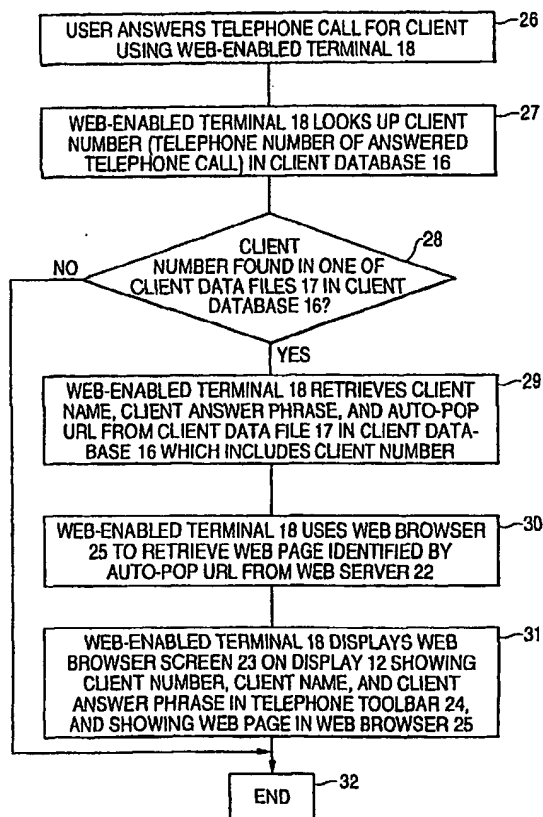 USER ANSWERS TELEPHONE CALL FOR CLIENT
USING WEB-ENABLED TERMINAL 18
26
WEB-ENABLED TERMINAL 18 LOOKS UP CLIENT
NUMBER (TELEPHONE NUMBER OF ANSWERED
TELEPHONE CALL) IN CLIENT DATABASE 16
27
CLIENT
NUMBER FOUND IN ONE OF
CLIENT DATA FILES 17 IN CLIENT
DATABASE 16?
28
NO
YES
WEB-ENABLED TERMINAL 18 RETRIEVES CLIENT
NAME, CLIENT ANSWER PHRASE, AND AUTO-POP
URL FROM CLIENT DATA FILE 17 IN CLIENT DATA-
BASE 16 WHICH INCLUDES CLIENT NUMBER
29
WEB-ENABLED TERMINAL 18 USES WEB BROWSER
25 TO RETRIEVE WEB PAGE IDENTIFIED BY
AUTO-POP URL FROM WEB SERVER 22
30
WEB-ENABLED TERMINAL 18 DISPLAYS WEB
BROWSER SCREEN 23 ON DISPLAY 12 SHOWING
CLIENT NUMBER, CLIENT NAME, AND CLIENT
ANSWER PHRASE IN TELEPHONE TOOLBAR 24,
AND SHOWING WEB PAGE IN WEB BROWSER 25
31
END
32